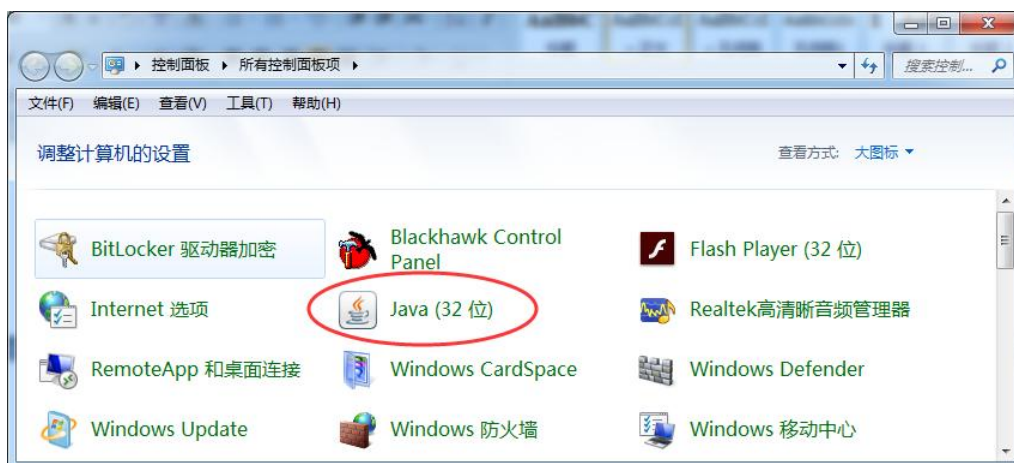 控制面板 所有控制面板项
搜索控制...
文件(F) 编辑(E) 查看(V) 工具(T) 帮助(H)
调整计算机的设置
查看方式: 大图标
BitLocker 驱动器加密
Blackhawk Control
Panel
Flash Player (32 位)
Internet 选项
Java (32 位)
Realtek高清晰音频管理器
RemoteApp 和桌面连接
Windows CardSpace
Windows Defender
Windows Update
Windows 防火墙
Windows 移动中心